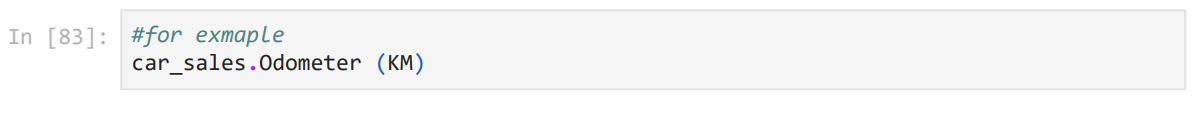 In [83]: #for exmaple
car_sales.Odometer (KM)